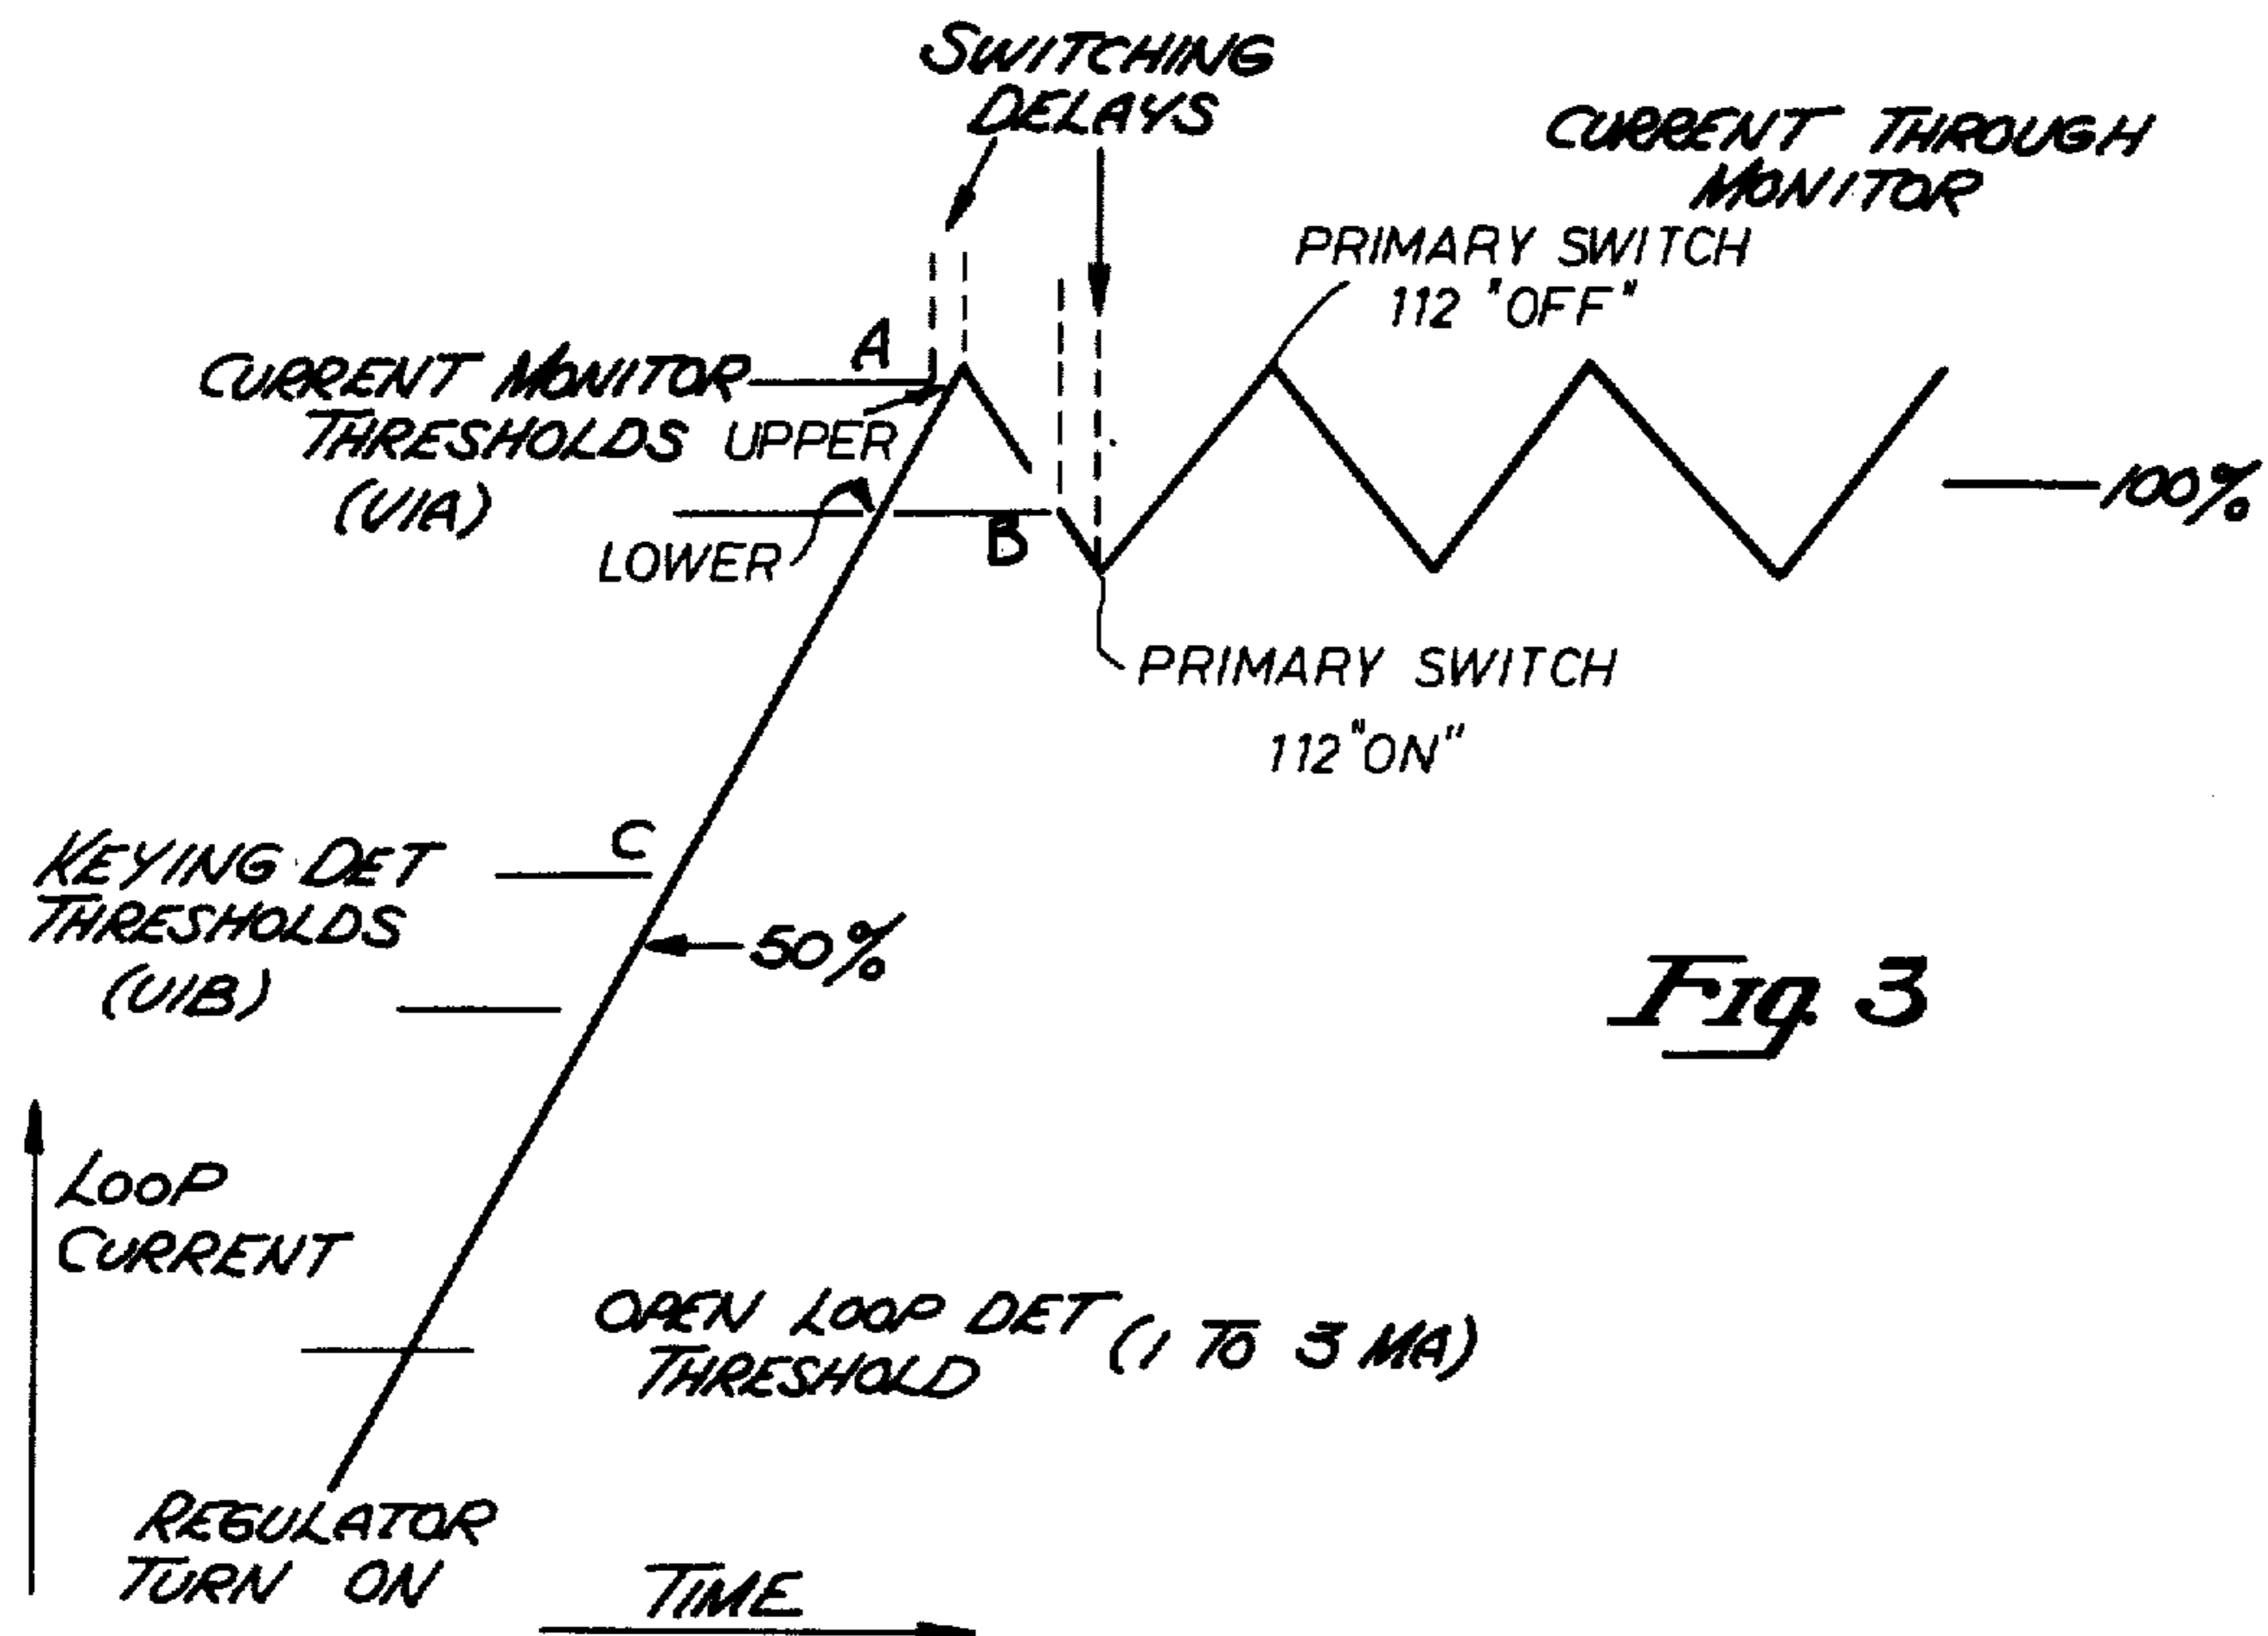 SWITCHING
DELAYS
CURRENT THROUGH
MONITOR
PRIMARY SWITCH
112 "OFF"
A
CURRENT MONITOR
THRESHOLDS
(U1A)
UPPER
LOWER
B
100%
PRIMARY SWITCH
112 "ON"
KEYING DET
THRESHOLDS
(U1B)
C
50%
Fig. 3
LOOP
CURRENT
OPEN LOOP DET
THRESHOLD
(1 TO 3 MA)
REGULATOR
TURN ON
TIME